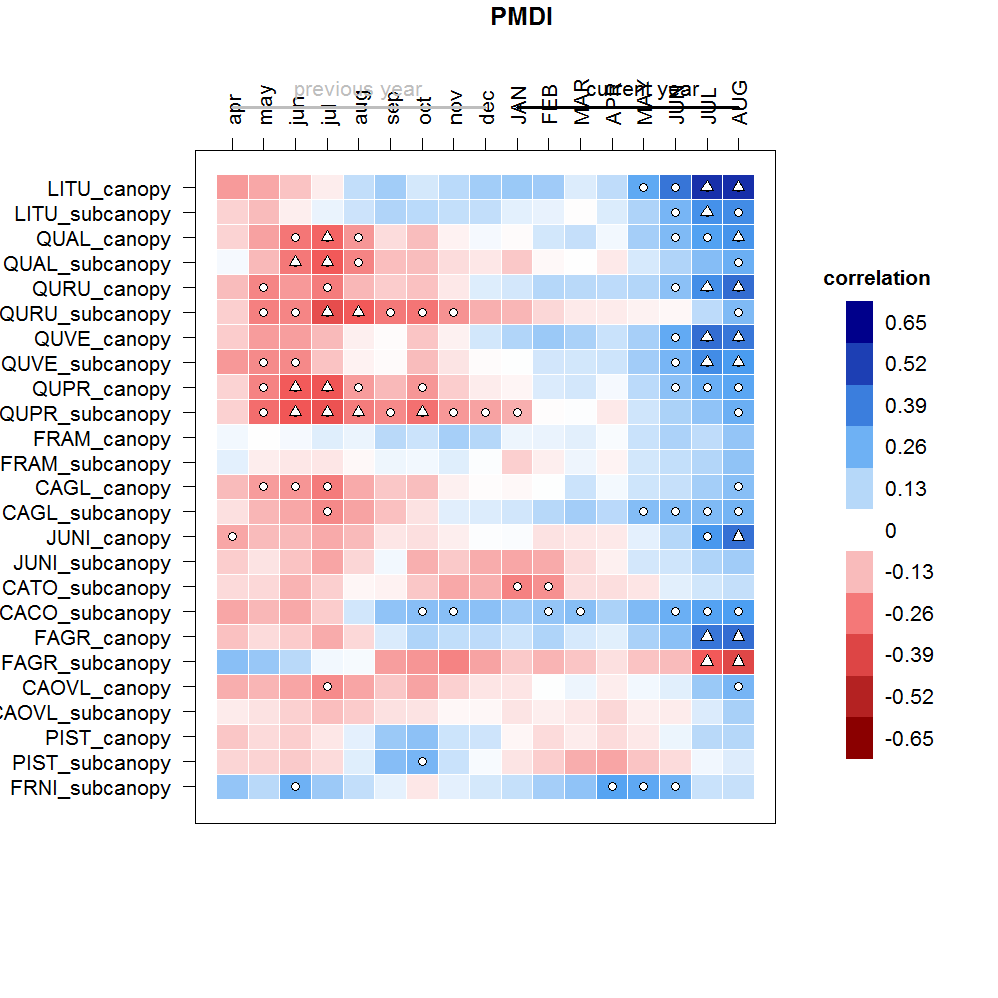 PMDI
previous year
current year
apr may jun jul aug sep oct nov dec JAN FEB MAR APR MAY JUN JUL AUG
LITU_canopy
LITU_subcanopy
QUAL_canopy
QUAL_subcanopy
QURU_canopy
QURU_subcanopy
QUVE_canopy
QUVE_subcanopy
QUPR_canopy
QUPR_subcanopy
FRAM_canopy
FRAM_subcanopy
CAGL_canopy
CAGL_subcanopy
JUNI_canopy
JUNI_subcanopy
CATO_subcanopy
CACO_subcanopy
FAGR_canopy
FAGR_subcanopy
CAOVL_canopy
CAOVL_subcanopy
PIST_canopy
PIST_subcanopy
FRNI_subcanopy
correlation
0.65
0.52
0.39
0.26
0.13
0
-0.13
-0.26
-0.39
-0.52
-0.65